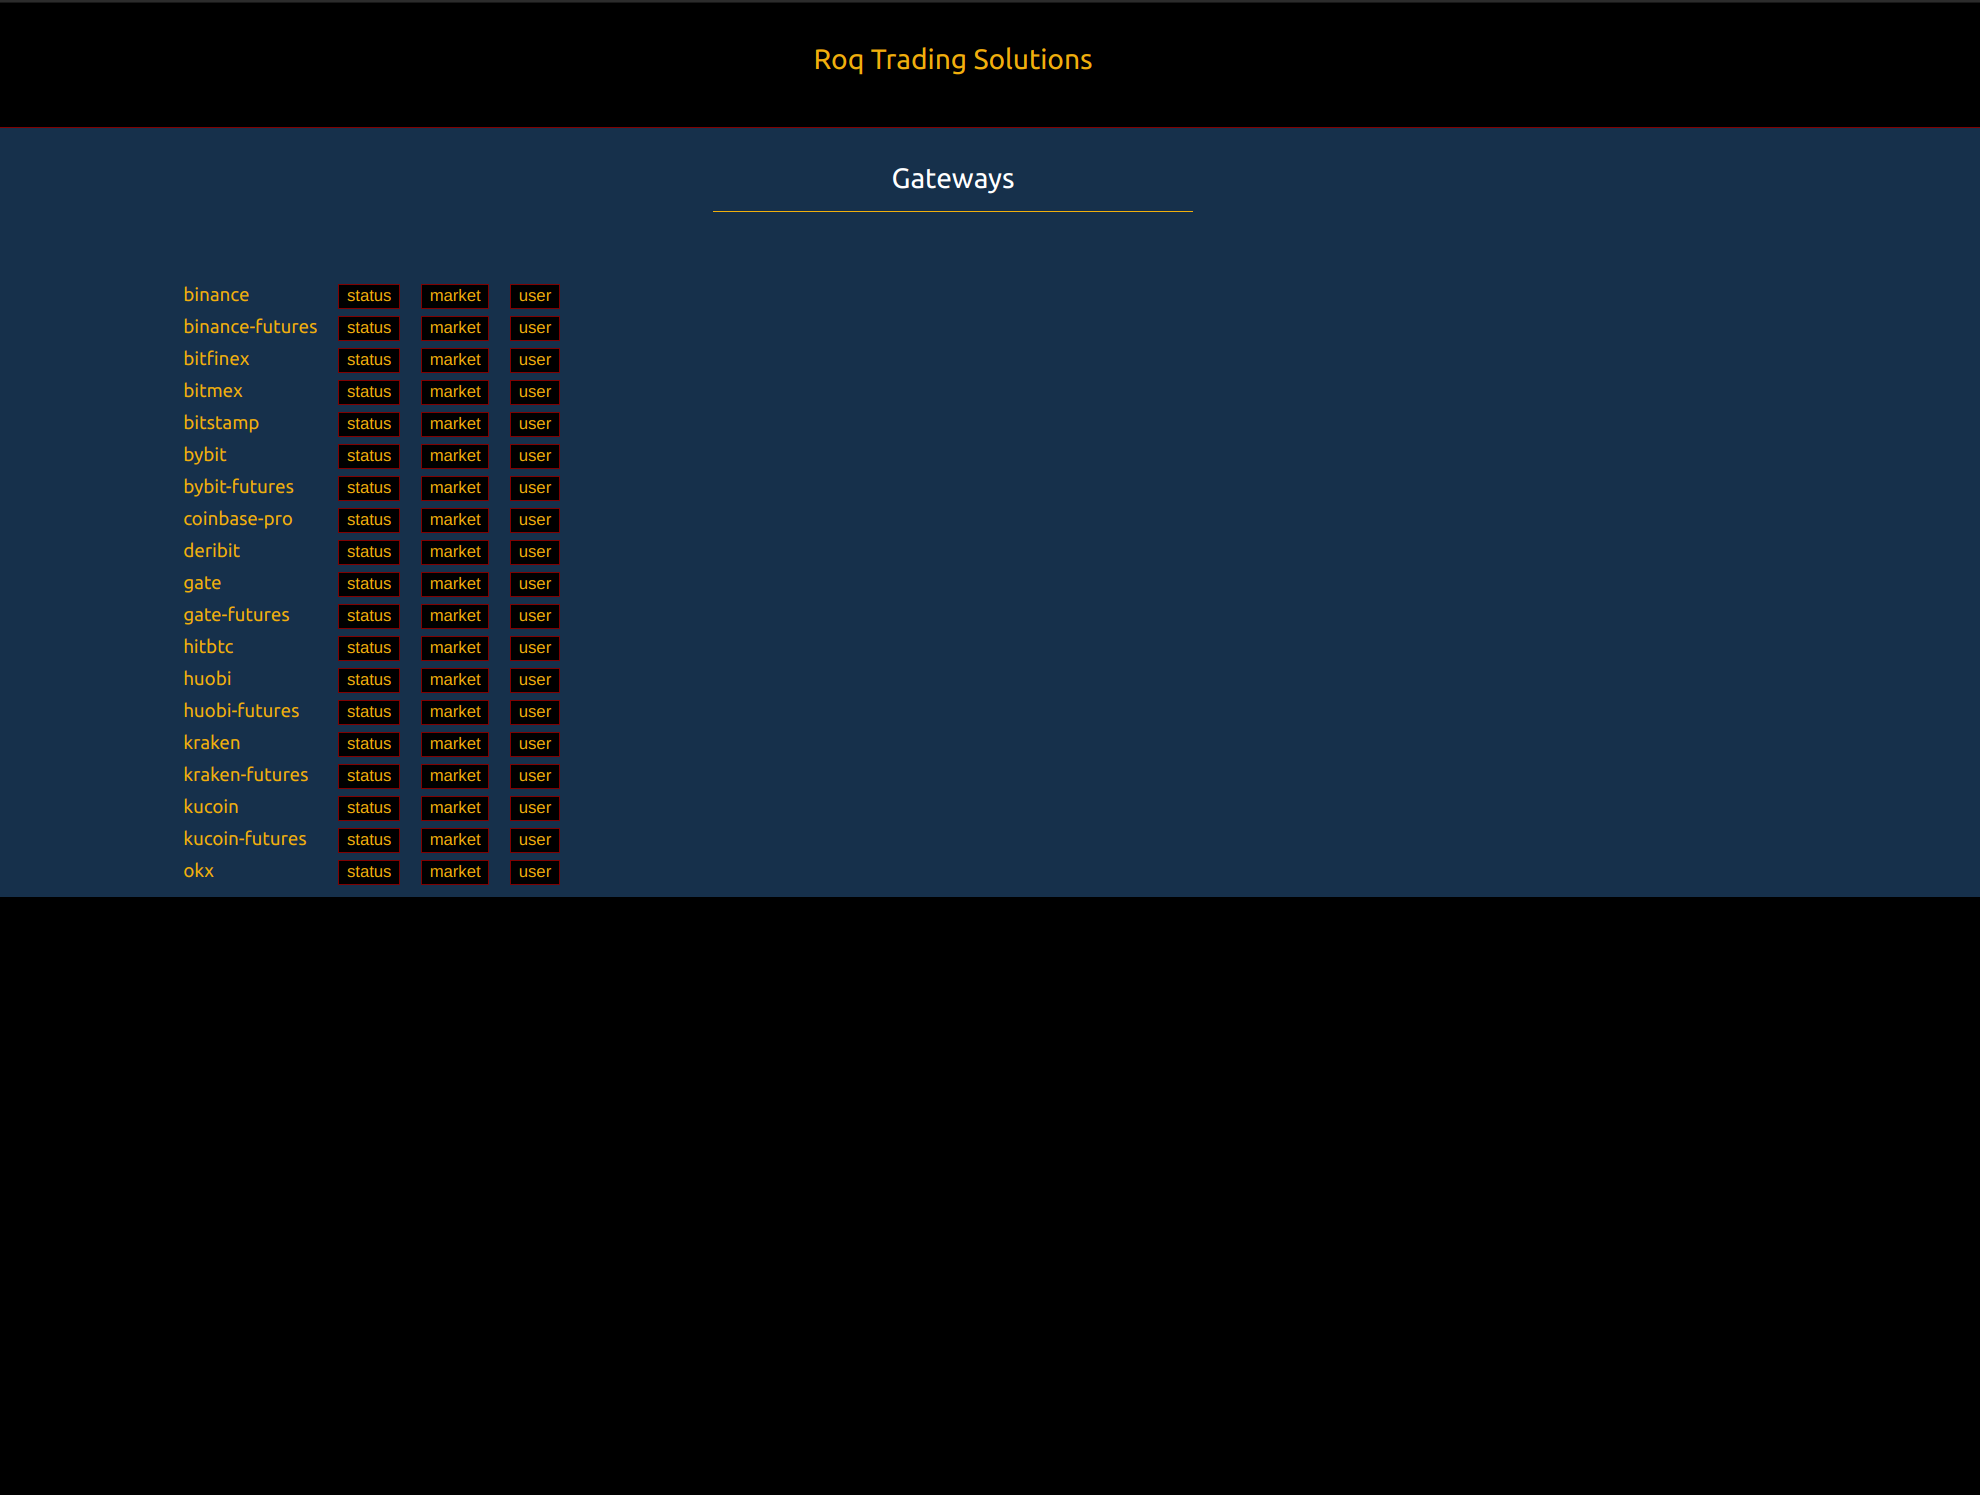 Roq Trading Solutions
Gateways
binance status market user
binance-futures status market user
bitfinex status market user
bitmex status market user
bitstamp status market user
bybit status market user
bybit-futures status market user
coinbase-pro status market user
deribit status market user
gate status market user
gate-futures status market user
hitbtc status market user
huobi status market user
huobi-futures status market user
kraken status market user
kraken-futures status market user
kucoin status market user
kucoin-futures status market user
okx status market user